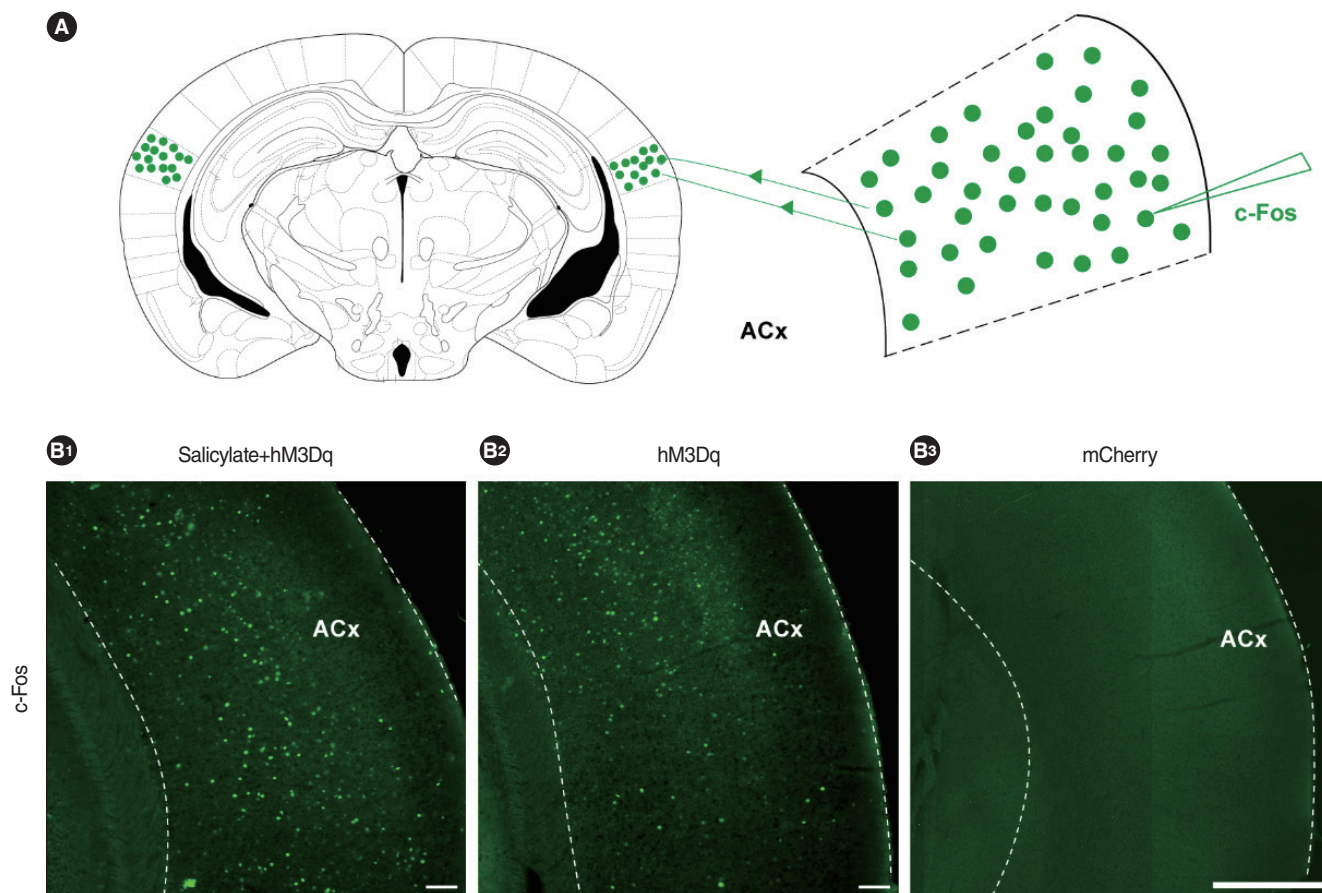 A
c-Fos
ACx
B1
Salicylate+hM3Dq
B2
hM3Dq
B3
mCherry
c-Fos
ACx
ACx
ACx